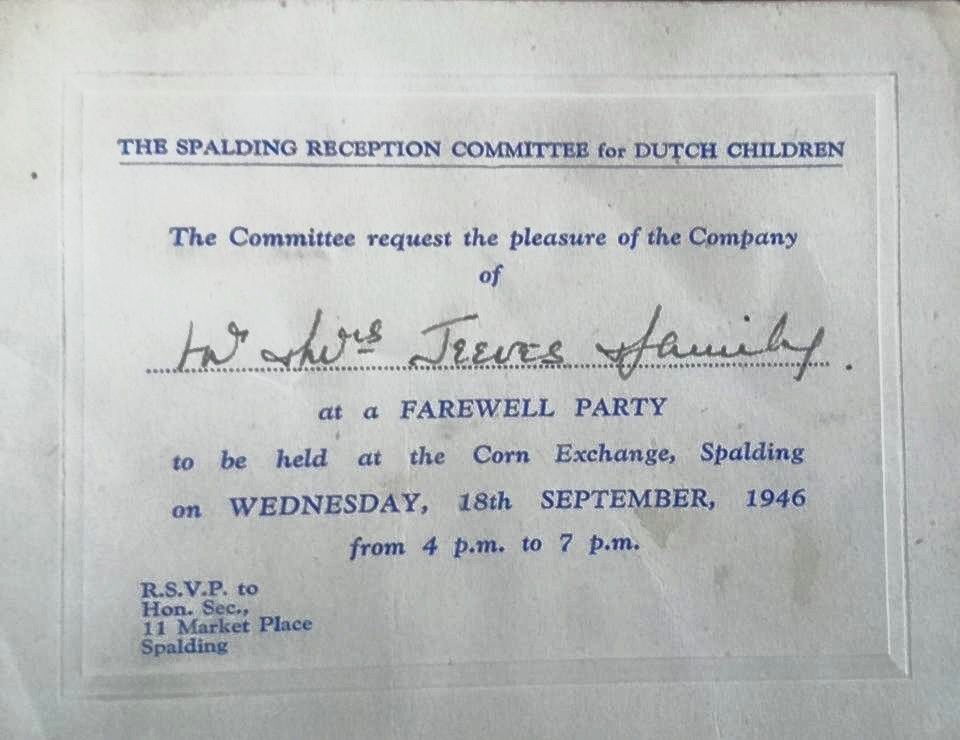 THE SPALDING RECEPTION COMMITTEE for DUTCH CHILDREN
The Committee request the pleasure of the Company
of
Mr & Mrs JEEVES & family.
at a FAREWELL PARTY
to be held at the Corn Exchange, Spalding
on WEDNESDAY, 18th SEPTEMBER, 1946
from 4 p.m. to 7 p.m.
R.S.V.P. to
Hon. Sec.,
11 Market Place
Spalding